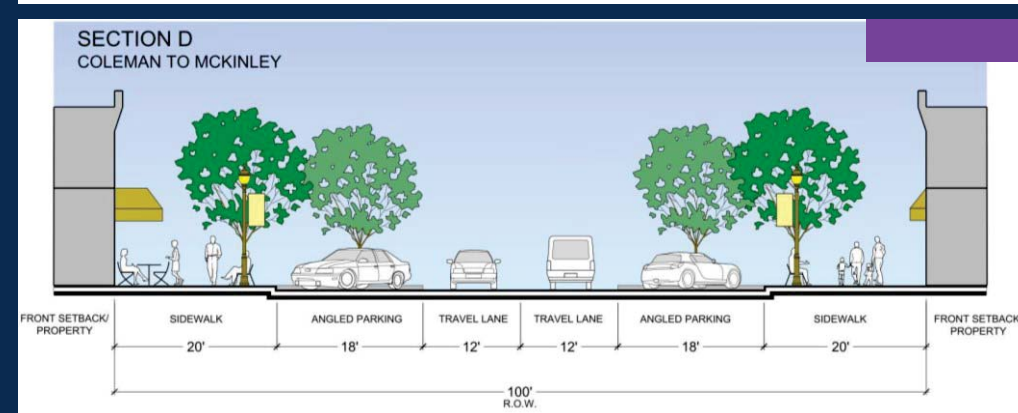 SECTION D
COLEMAN TO MCKINLEY
FRONT SETBACK/
PROPERTY
SIDEWALK
ANGLED PARKING
TRAVEL LANE
TRAVEL LANE
ANGLED PARKING
SIDEWALK
FRONT SETBACK
PROPERTY
20'
18'
12'
12'
18'
20'
100'
R.O.W.